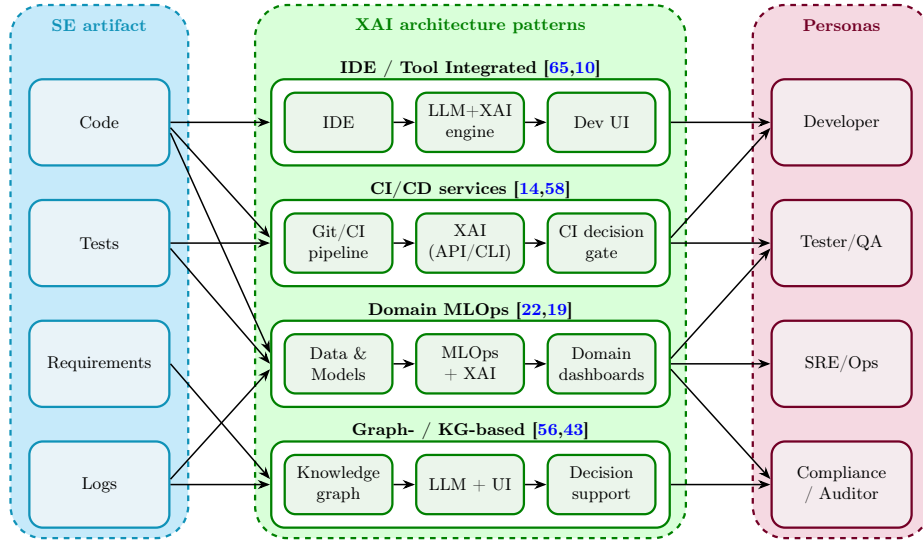 SE artifact
Code
Tests
Requirements
Logs
XAI architecture patterns
IDE / Tool Integrated [65,10]
IDE
LLM+XAI
engine
Dev UI
CI/CD services [14,58]
Git/CI
pipeline
XAI
(API/CLI)
CI decision
gate
Domain MLOps [22,19]
Data &
Models
MLOps
+ XAI
Domain
dashboards
Graph- / KG-based [56,43]
Knowledge
graph
LLM + UI
Decision
support
Personas
Developer
Tester/QA
SRE/Ops
Compliance
/ Auditor